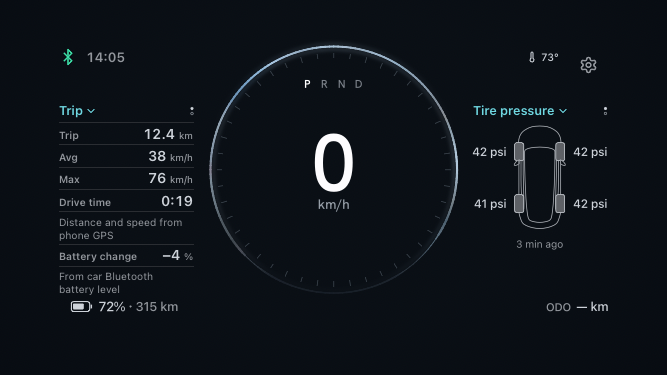 14:05
73°
P R N D
Trip
Trip 12.4 km
Avg 38 km/h
Max 76 km/h
Drive time 0:19
Distance and speed from
phone GPS
Battery change –4 %
From car Bluetooth
battery level
72% · 315 km
0
km/h
Tire pressure
42 psi 42 psi
41 psi 42 psi
3 min ago
ODO — km